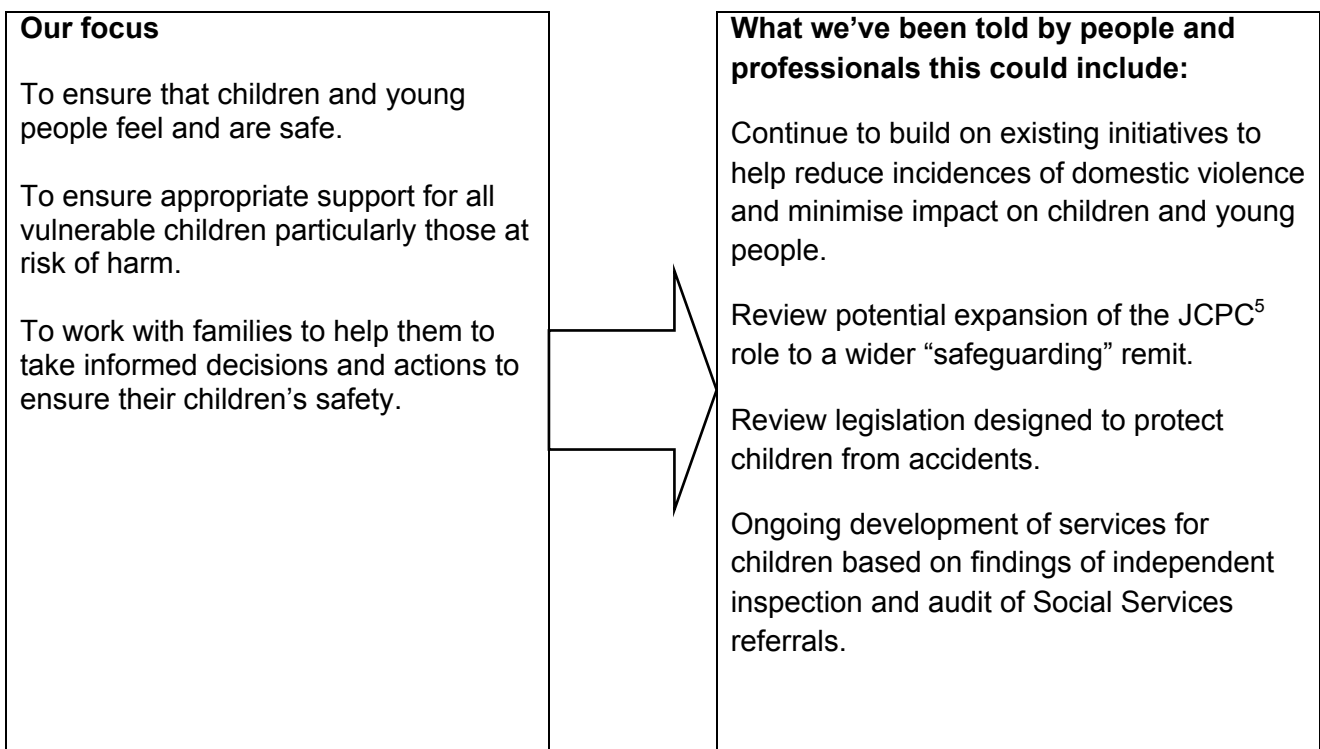 Our focus
To ensure that children and young
people feel and are safe.
To ensure appropriate support for all
vulnerable children particularly those at
risk of harm.
To work with families to help them to
take informed decisions and actions to
ensure their children’s safety.
What we’ve been told by people and
professionals this could include:
Continue to build on existing initiatives to
help reduce incidences of domestic violence
and minimise impact on children and young
people.
Review potential expansion of the JCPC⁵
role to a wider “safeguarding” remit.
Review legislation designed to protect
children from accidents.
Ongoing development of services for
children based on findings of independent
inspection and audit of Social Services
referrals.